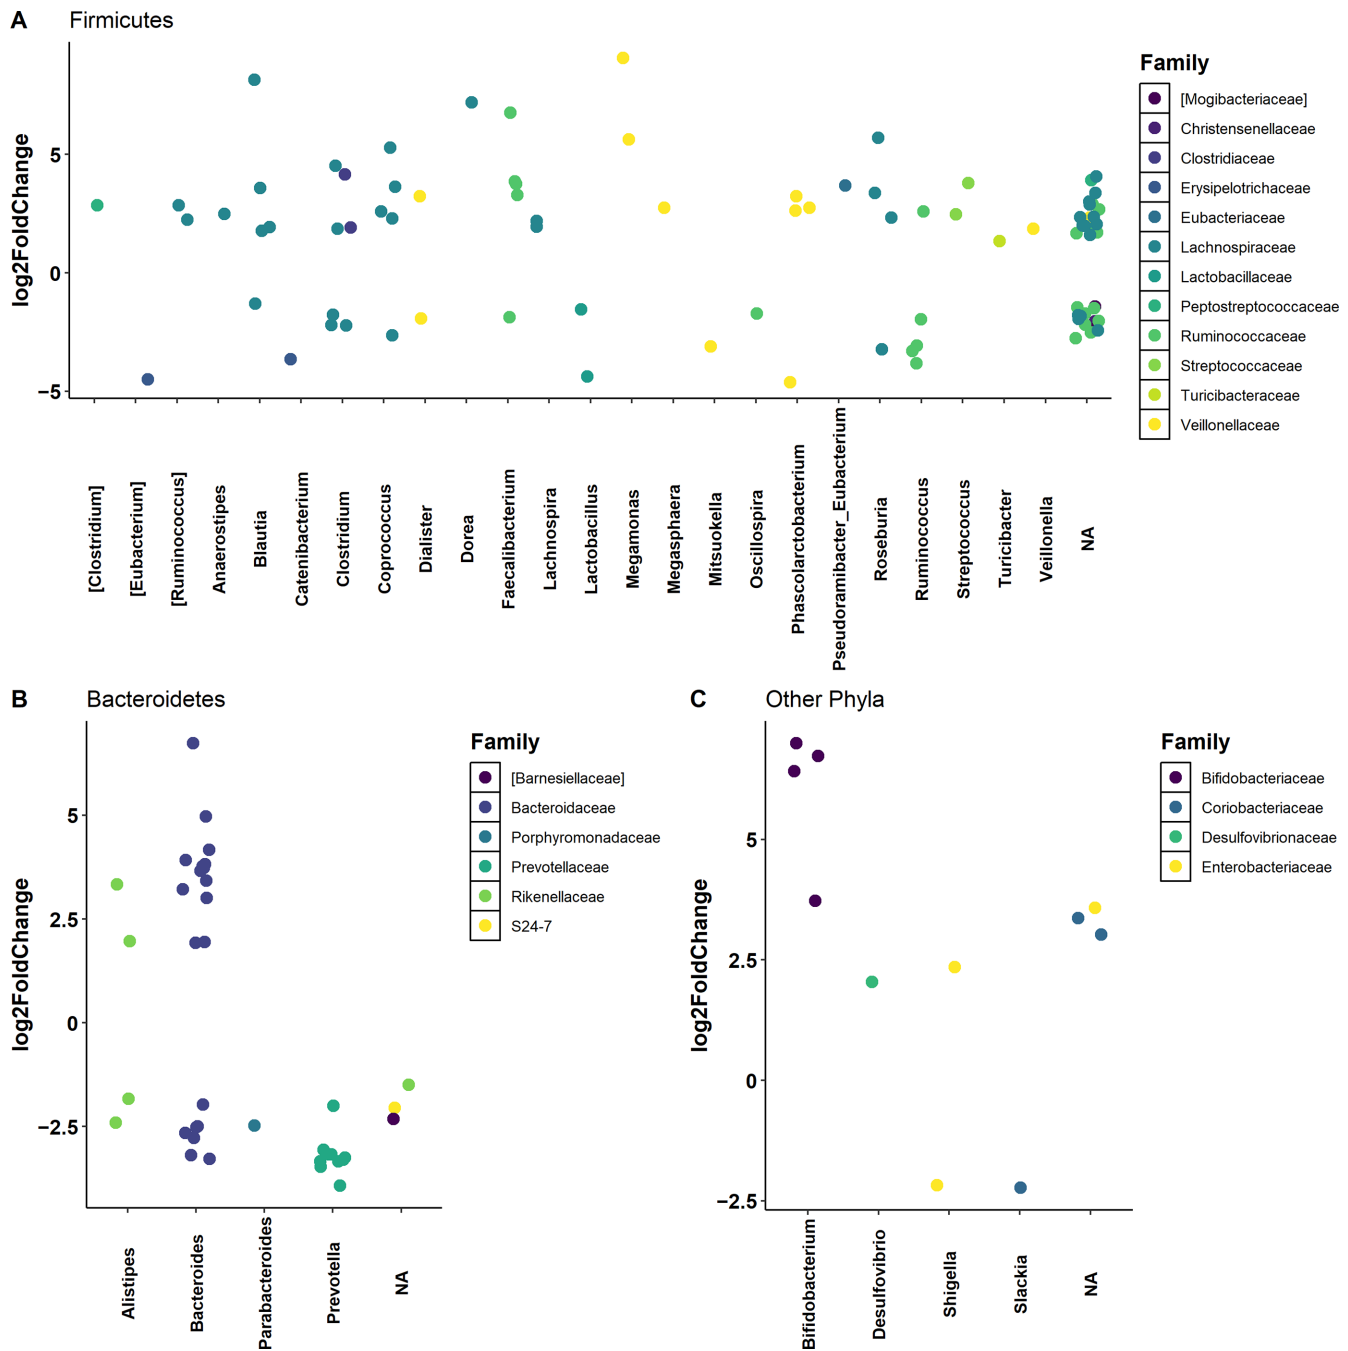 A Firmicutes
log2FoldChange
5
0
−5
[Clostridium]
[Eubacterium]
[Ruminococcus]
Anaerostipes
Blautia
Catenibacterium
Clostridium
Coprococcus
Dialister
Dorea
Faecalibacterium
Lachnospira
Lactobacillus
Megamonas
Megasphaera
Mitsuokella
Oscillospira
Phascolarctobacterium
Pseudoramibacter_Eubacterium
Roseburia
Ruminococcus
Streptococcus
Turicibacter
Veillonella
NA
Family
[Mogibacteriaceae]
Christensenellaceae
Clostridiaceae
Erysipelotrichaceae
Eubacteriaceae
Lachnospiraceae
Lactobacillaceae
Peptostreptococcaceae
Ruminococcaceae
Streptococcaceae
Turicibacteraceae
Veillonellaceae
B Bacteroidetes
log2FoldChange
5
2.5
0
−2.5
Alistipes
Bacteroides
Parabacteroides
Prevotella
NA
Family
[Barnesiellaceae]
Bacteroidaceae
Porphyromonadaceae
Prevotellaceae
Rikenellaceae
S24-7
C Other Phyla
log2FoldChange
5
2.5
0
−2.5
Bifidobacterium
Desulfovibrio
Shigella
Slackia
NA
Family
Bifidobacteriaceae
Coriobacteriaceae
Desulfovibrionaceae
Enterobacteriaceae